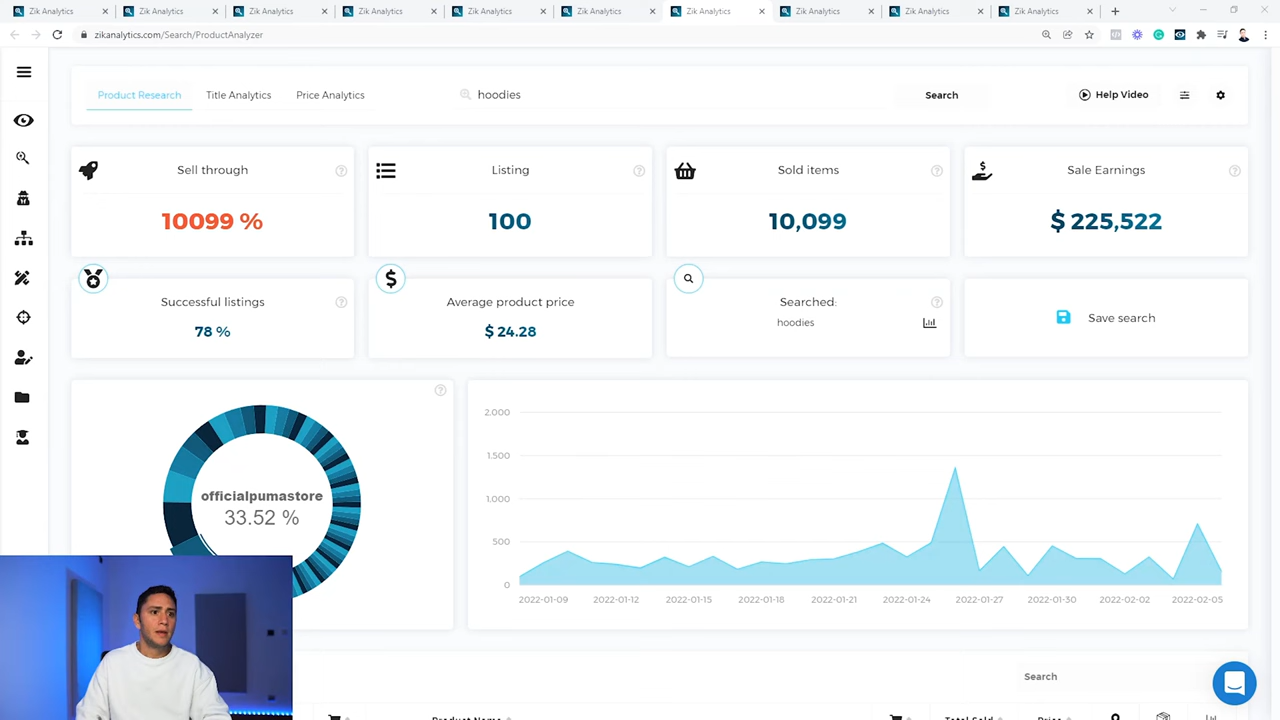 Zik Analytics Zik Analytics Zik Analytics Zik Analytics Zik Analytics Zik Analytics Zik Analytics Zik Analytics Zik Analytics Zik Analytics
zikanalytics.com/Search/ProductAnalyzer
Product Research Title Analytics Price Analytics hoodies Search Help Video
Sell through
10099 %
Listing
100
Sold items
10,099
Sale Earnings
$ 225,522
Successful listings
78 %
Average product price
$ 24.28
Searched:
hoodies
Save search
officialpumastore
33.52 %
2,000
1,500
1,000
500
0
2022-01-09 2022-01-12 2022-01-15 2022-01-18 2022-01-21 2022-01-24 2022-01-27 2022-01-30 2022-02-02 2022-02-05
Search
Product Name Total Sold Price